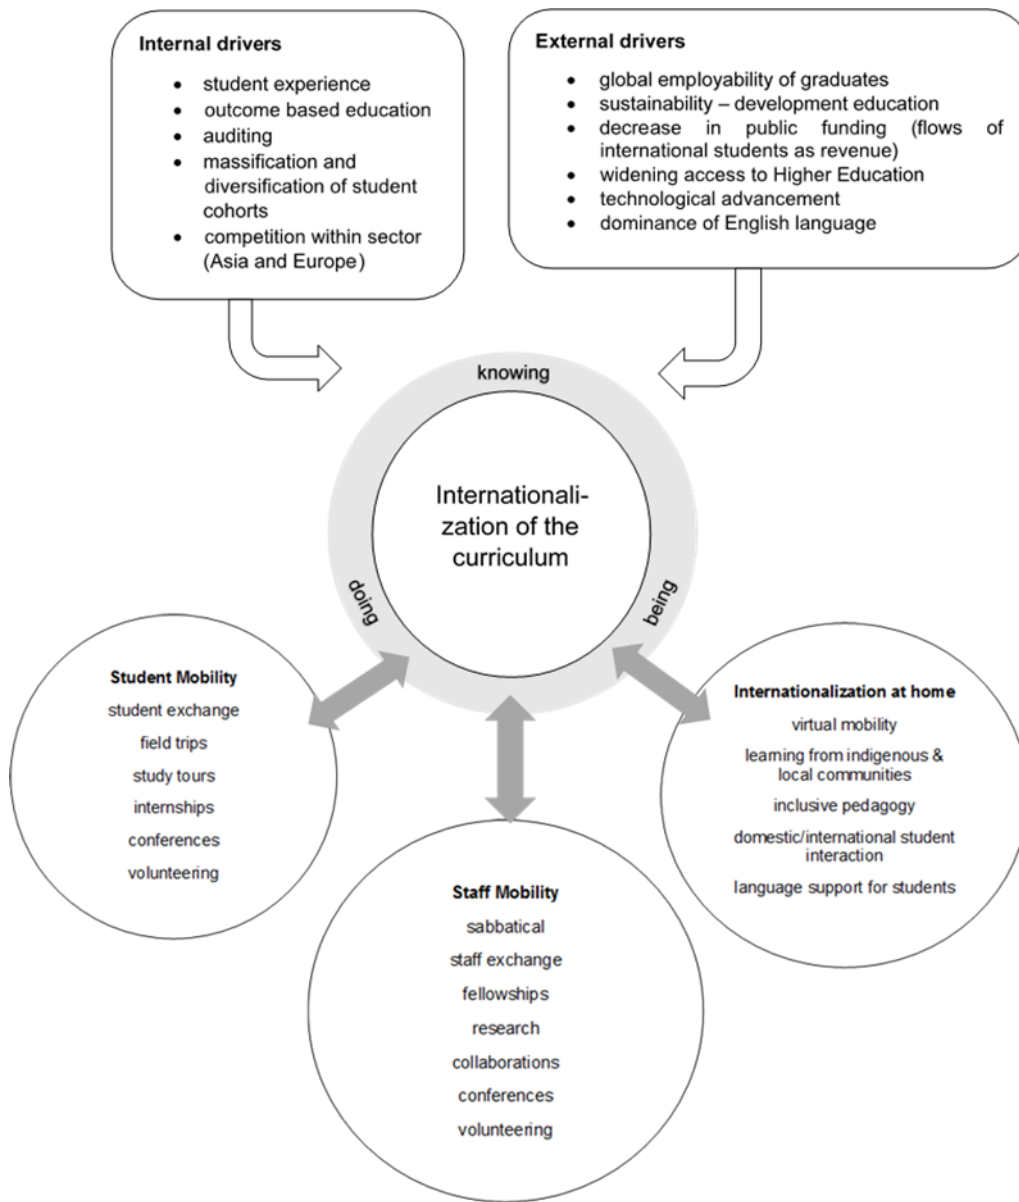 Internal drivers
• student experience
• outcome based education
• auditing
• massification and
diversification of student
cohorts
• competition within sector
(Asia and Europe)
External drivers
• global employability of graduates
• sustainability – development education
• decrease in public funding (flows of
international students as revenue)
• widening access to Higher Education
• technological advancement
• dominance of English language
knowing
Internationali-
zation of the
curriculum
doing
being
Student Mobility
student exchange
field trips
study tours
internships
conferences
volunteering
Staff Mobility
sabbatical
staff exchange
fellowships
research
collaborations
conferences
volunteering
Internationalization at home
virtual mobility
learning from indigenous &
local communities
inclusive pedagogy
domestic/international student
interaction
language support for students